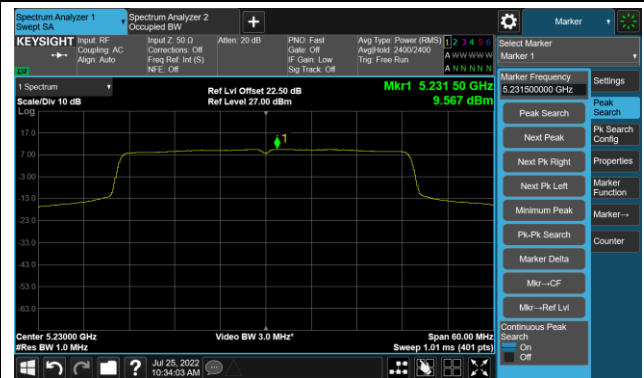 Spectrum Analyzer 1
Swept SA
Spectrum Analyzer 2
Occupied BW
+
Marker
KEYSIGHT
Input: RF
Coupling: AC
Align: Auto
Input Z: 50 Ω
Corrections: Off
Freq Ref: Int (S)
NFE: Off
Atten: 20 dB
PNO: Fast
Gate: Off
IF Gain: Low
Sig Track: Off
Avg Type: Power (RMS)
Avg|Hold: 2400/2400
Trig: Free Run
1 2 3 4 5 6
A W W W W W
A N N N N N
LXI
Select Marker
Marker 1
1 Spectrum
Scale/Div 10 dB
Log
Ref Lvl Offset 22.50 dB
Ref Level 27.00 dBm
Mkr1 5.231 50 GHz
9.567 dBm
17.0
7.00
-3.00
-13.0
-23.0
-33.0
-43.0
-53.0
-63.0
1
Center 5.23000 GHz
#Res BW 1.0 MHz
Video BW 3.0 MHz*
Span 60.00 MHz
Sweep 1.01 ms (401 pts)
Marker Frequency
5.231500000 GHz
Peak Search
Next Peak
Next Pk Right
Next Pk Left
Minimum Peak
Pk-Pk Search
Marker Delta
Mkr→CF
Mkr→Ref Lvl
Continuous Peak
Search
On
Off
Settings
Peak
Search
Pk Search
Config
Properties
Marker
Function
Marker→
Counter
?
Jul 25, 2022
10:34:03 AM